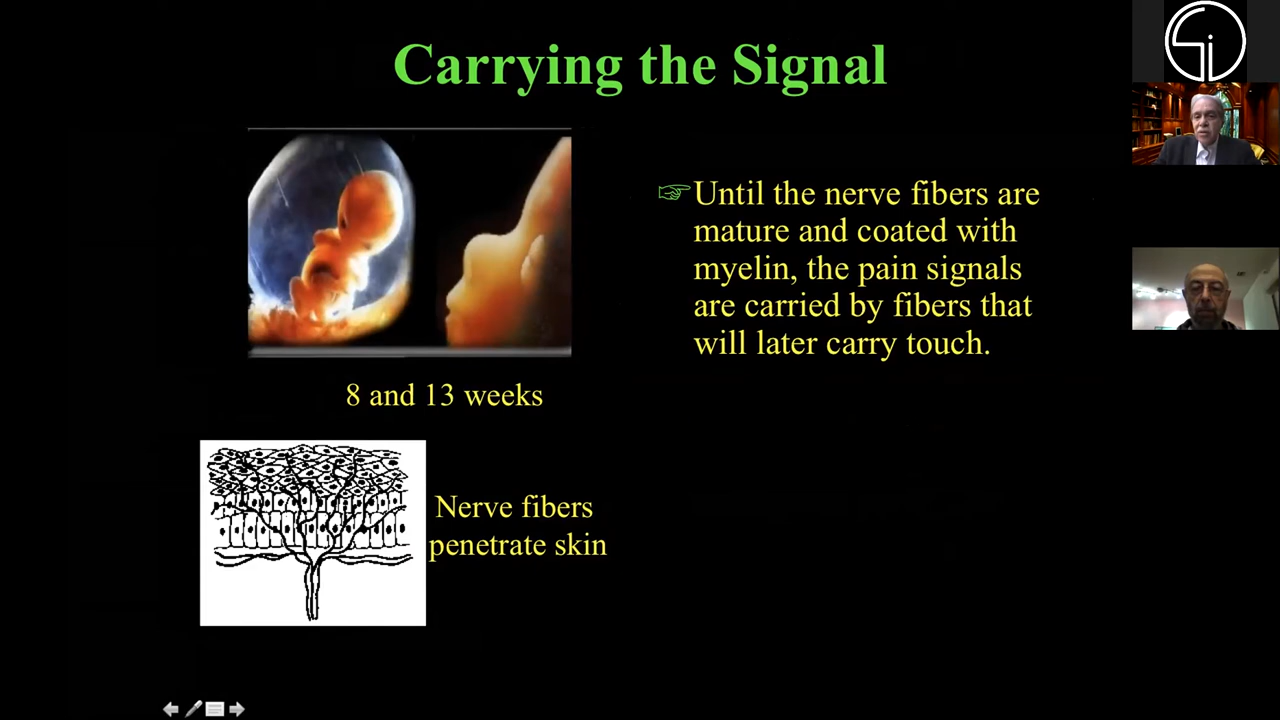 Carrying the Signal
Until the nerve fibers are
mature and coated with
myelin, the pain signals
are carried by fibers that
will later carry touch.
8 and 13 weeks
Nerve fibers
penetrate skin